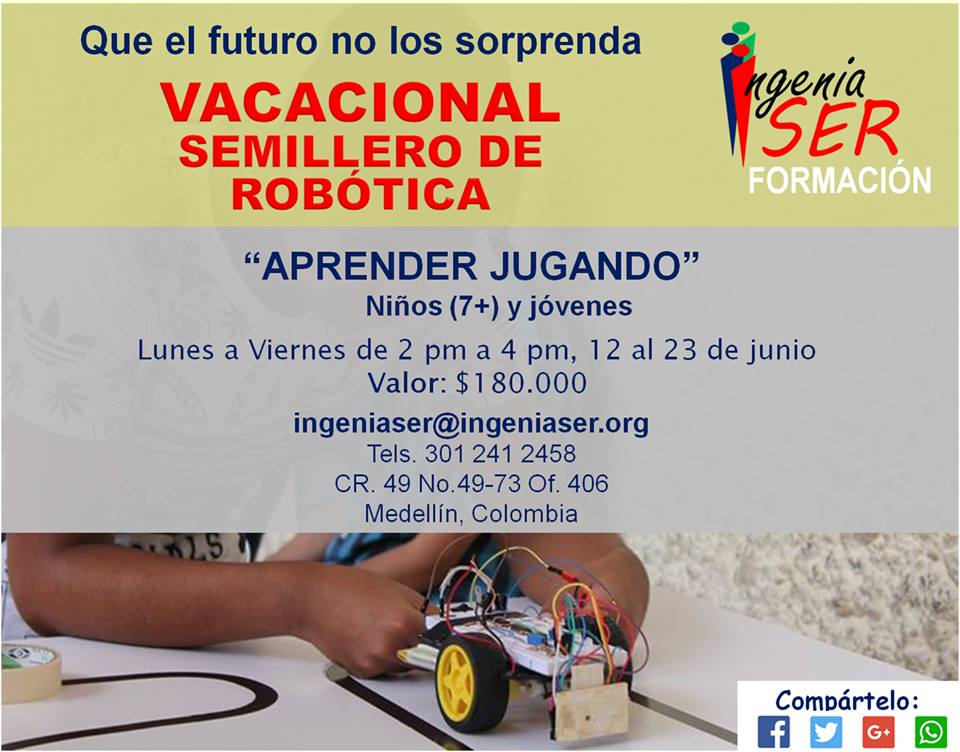 Que el futuro no los sorprenda
VACACIONAL
SEMILLERO DE
ROBÓTICA
Ingenia
SER
FORMACIÓN
“APRENDER JUGANDO”
Niños (7+) y jóvenes
Lunes a Viernes de 2 pm a 4 pm, 12 al 23 de junio
Valor: $180.000
ingeniaser@ingeniaser.org
Tels. 301 241 2458
CR. 49 No.49-73 Of. 406
Medellín, Colombia
Compártelo: